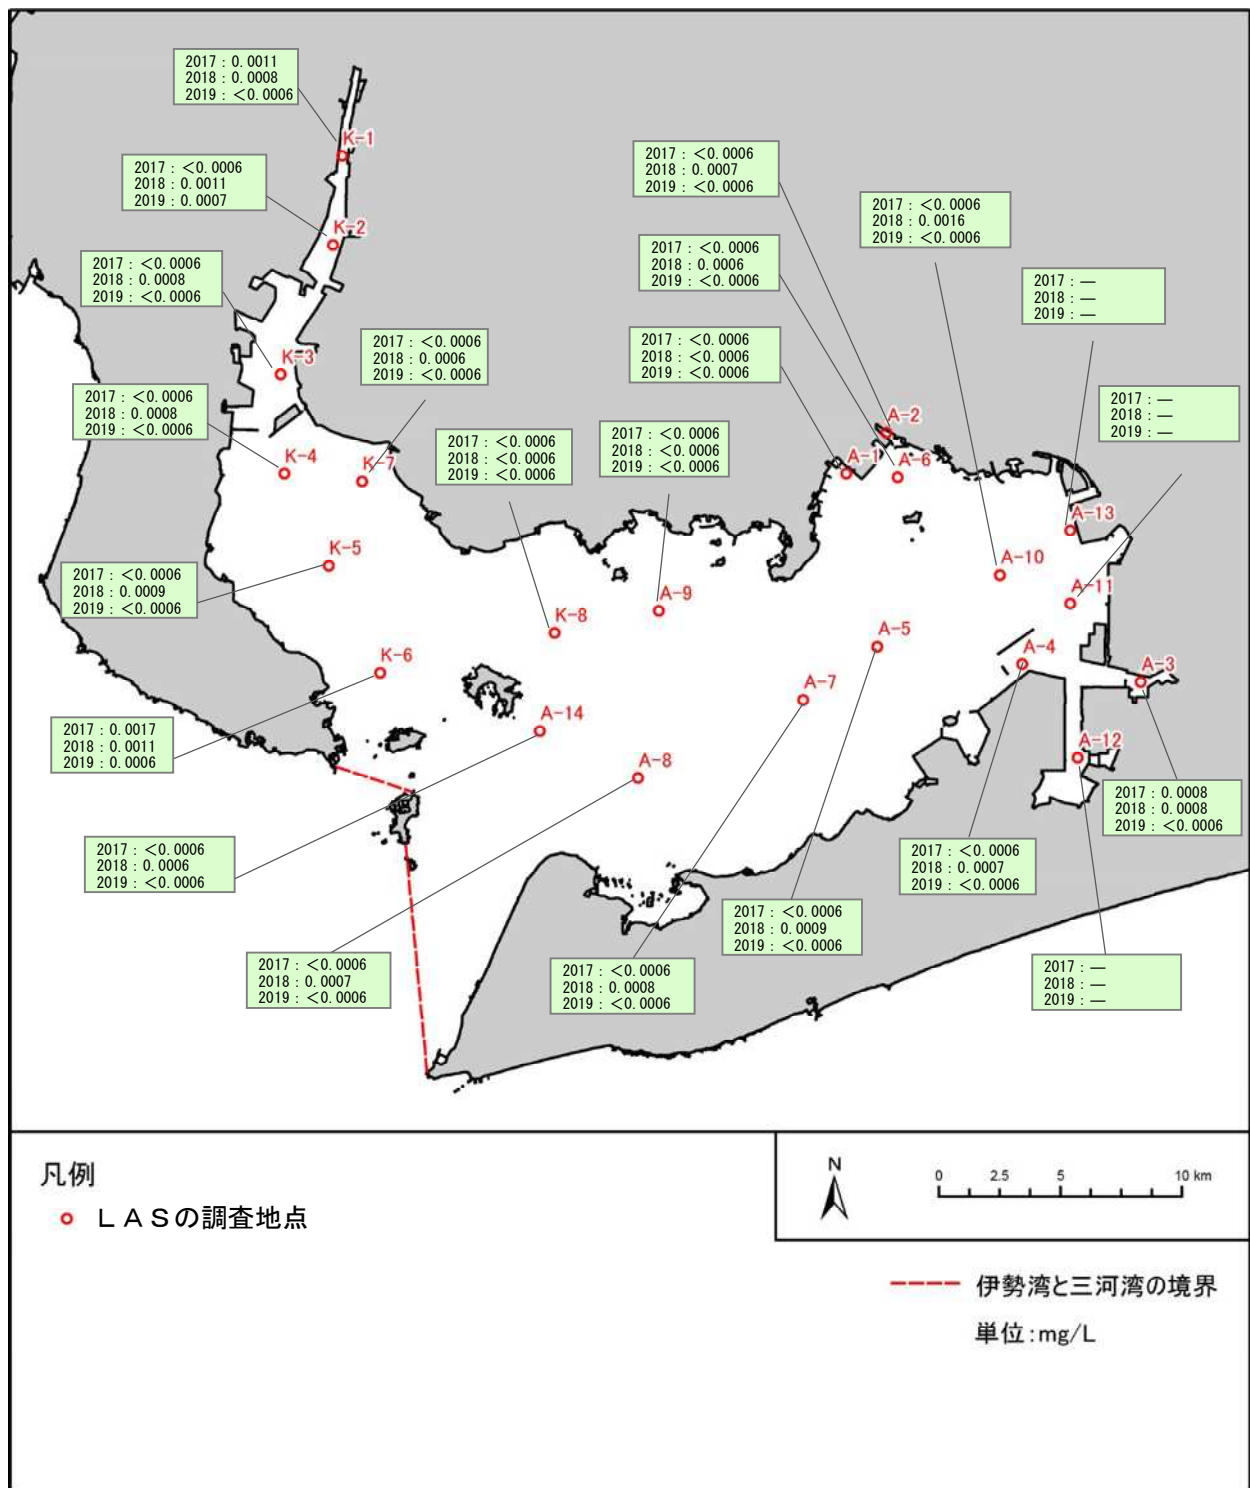 2017 : 0.0011
2018 : 0.0008
2019 : <0.0006
K-1
2017 : <0.0006
2018 : 0.0011
2019 : 0.0007
K-2
2017 : <0.0006
2018 : 0.0008
2019 : <0.0006
K-3
2017 : <0.0006
2018 : 0.0006
2019 : <0.0006
K-7
2017 : <0.0006
2018 : 0.0008
2019 : <0.0006
K-4
2017 : <0.0006
2018 : <0.0006
2019 : <0.0006
K-8
2017 : <0.0006
2018 : <0.0006
2019 : <0.0006
A-9
2017 : <0.0006
2018 : 0.0007
2019 : <0.0006
A-2
2017 : <0.0006
2018 : 0.0006
2019 : <0.0006
A-6
2017 : <0.0006
2018 : <0.0006
2019 : <0.0006
A-1
2017 : <0.0006
2018 : 0.0016
2019 : <0.0006
A-10
2017 : —
2018 : —
2019 : —
A-13
2017 : —
2018 : —
2019 : —
A-11
K-5
2017 : <0.0006
2018 : 0.0009
2019 : <0.0006
K-6
2017 : 0.0017
2018 : 0.0011
2019 : 0.0006
A-14
2017 : <0.0006
2018 : 0.0006
2019 : <0.0006
A-8
2017 : <0.0006
2018 : 0.0007
2019 : <0.0006
A-7
2017 : <0.0006
2018 : 0.0008
2019 : <0.0006
A-5
2017 : <0.0006
2018 : 0.0009
2019 : <0.0006
A-4
2017 : <0.0006
2018 : 0.0007
2019 : <0.0006
A-3
2017 : 0.0008
2018 : 0.0008
2019 : <0.0006
A-12
2017 : —
2018 : —
2019 : —
凡例
ＬＡＳの調査地点
N
0 2.5 5 10 km
伊勢湾と三河湾の境界
単位:mg/L